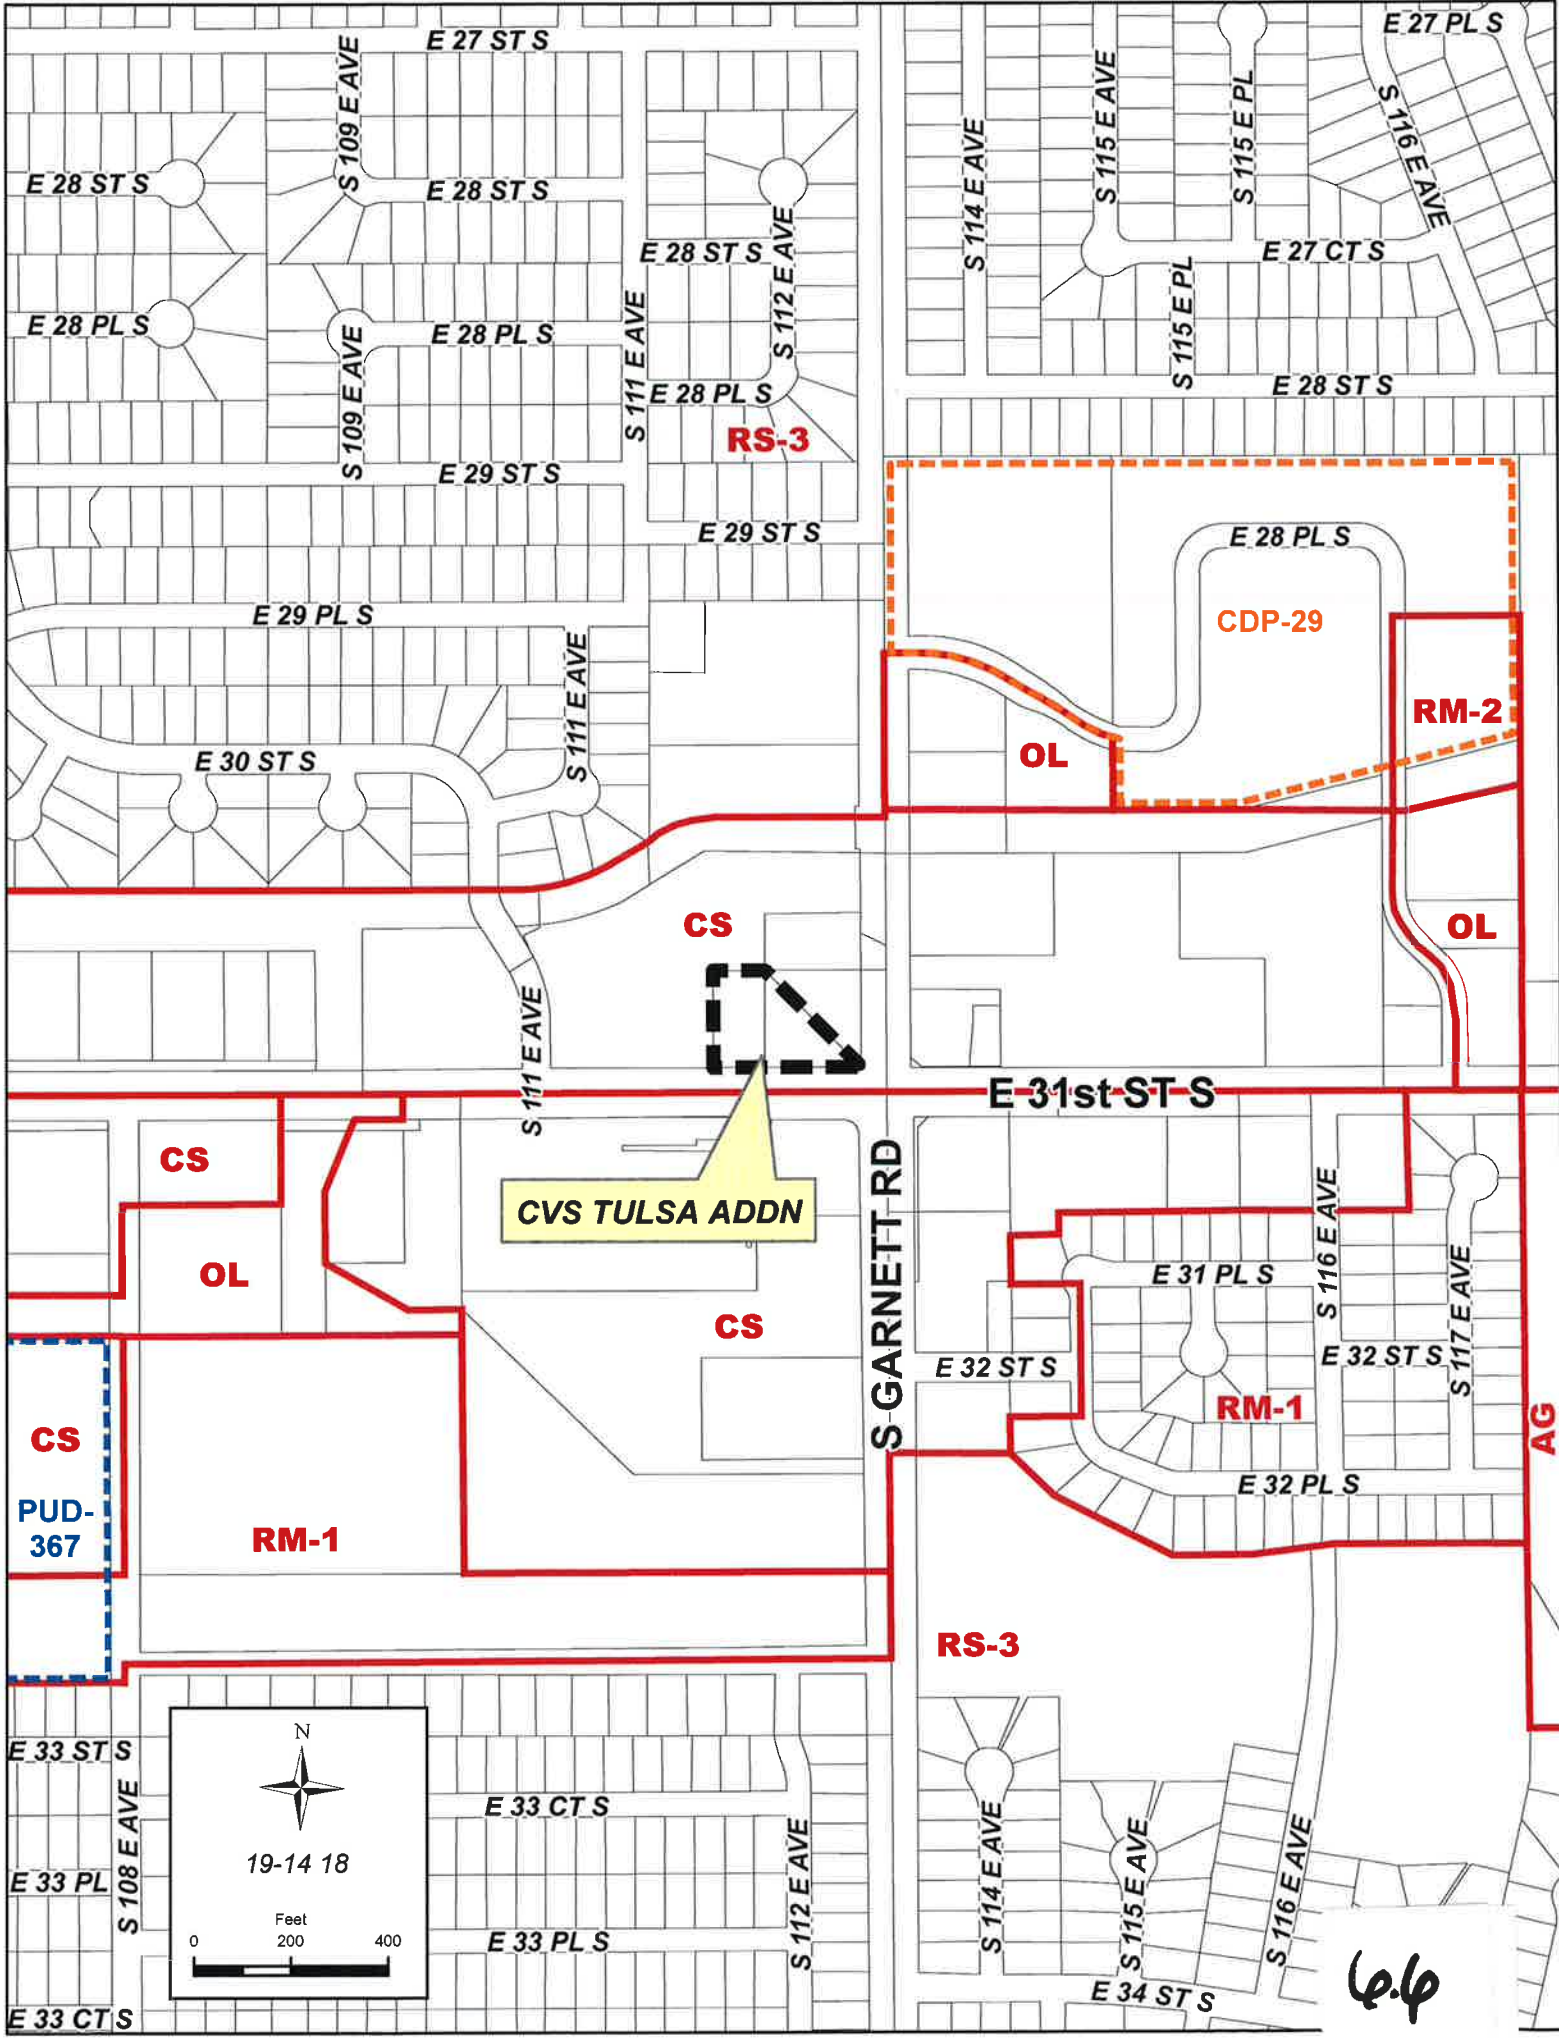 E 27 ST S
E 27 PL S
S 109 E AVE
S 115 E AVE
S 115 E PL
S 116 E AVE
S 114 E AVE
E 28 ST S
E 28 ST S
E 28 ST S
S 112 E AVE
E 27 CT S
S 115 E PL
E 28 PL S
E 28 PL S
S 109 E AVE
S 111 E AVE
E 28 PL S
E 28 ST S
RS-3
E 29 ST S
E 29 ST S
E 28 PL S
E 29 PL S
CDP-29
S 111 E AVE
RM-2
OL
E 30 ST S
CS
OL
S 111 E AVE
E 31st ST S
CS
CVS TULSA ADDN
S GARNETT RD
S 116 E AVE
OL
E 31 PL S
CS
S 117 E AVE
E 32 ST S
E 32 ST S
RM-1
AG
CS
PUD-
367
RM-1
E 32 PL S
RS-3
E 33 ST S
N
S 108 E AVE
E 33 CT S
19-14 18
S 112 E AVE
S 114 E AVE
S 115 E AVE
S 116 E AVE
E 33 PL
Feet
0 200 400
E 33 PL S
E 34 ST S
6.6
E 33 CT S